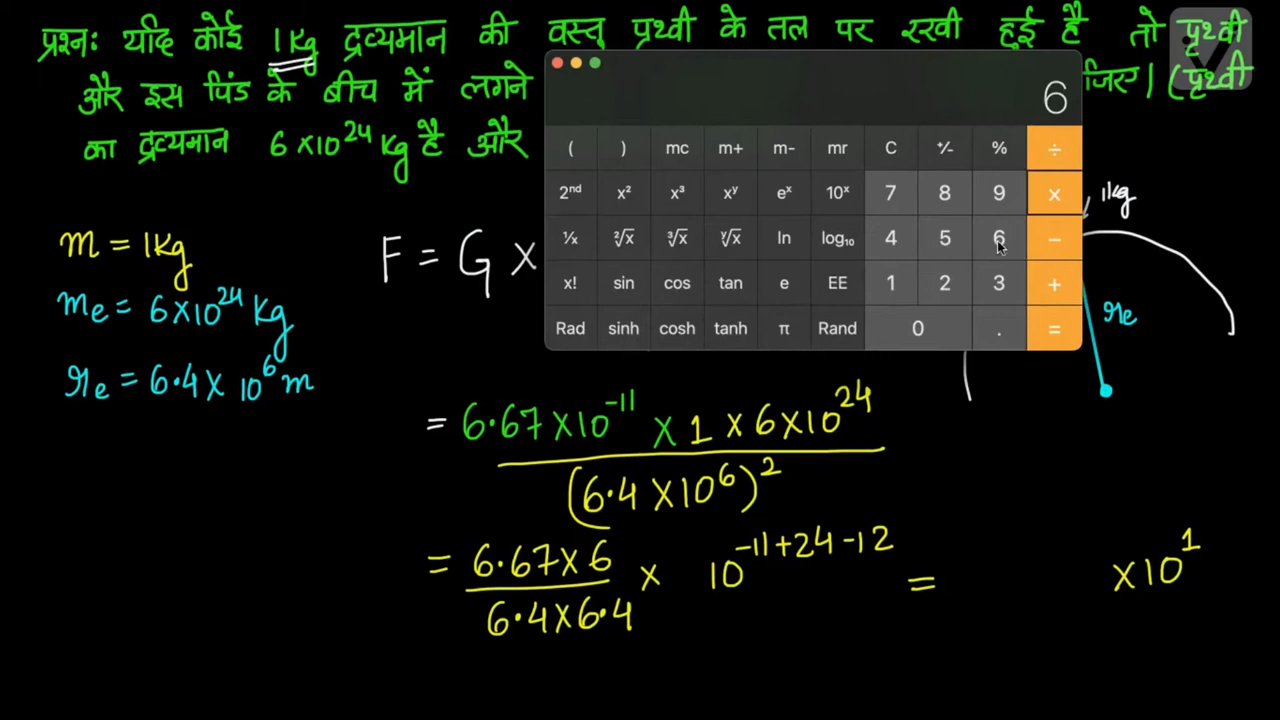 प्रश्न: यदि कोई 1Kg द्रव्यमान की वस्तु पृथ्वी के तल पर रखी हुई है तो पृथ्वी
और इस पिंड के बीच में लगने जिए। (पृथ्वी
का द्रव्यमान 6 × 10²⁴ Kg है और
6
( ) mc m+ m- mr C +/- % ÷
2ⁿᵈ x² x³ xʸ eˣ 10ˣ 7 8 9 ×
¹/x ²√x ³√x ʸ√x ln log₁₀ 4 5 6 −
x! sin cos tan e EE 1 2 3 +
Rad sinh cosh tanh π Rand 0 . =
1kg
m = 1Kg
F = G ×
mₑ = 6×10²⁴ Kg
rₑ
rₑ = 6.4 × 10⁶ m
= 6.67 × 10⁻¹¹ × 1 × 6×10²⁴
(6.4 × 10⁶)²
= 6.67 × 6 × 10⁻¹¹⁺²⁴⁻¹² = × 10¹
6.4 × 6.4